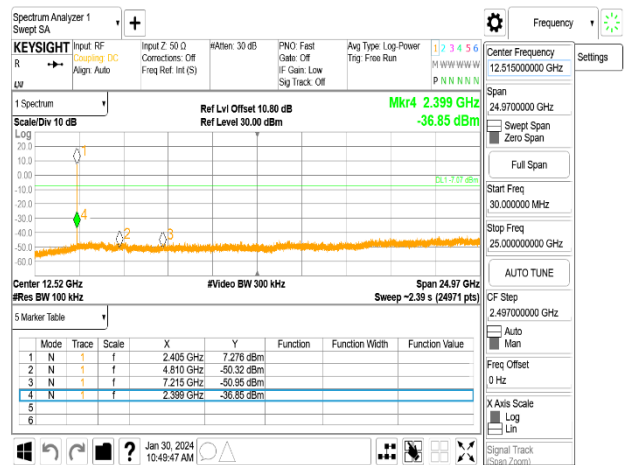 Spectrum Analyzer 1
Swept SA
Frequency
KEYSIGHT
R
Input: RF
Coupling: DC
Align: Auto
Input Z: 50 Ω
Corrections: Off
Freq Ref: Int (S)
#Atten: 30 dB
PNO: Fast
Gate: Off
IF Gain: Low
Sig Track: Off
Avg Type: Log-Power
Trig: Free Run
1 2 3 4 5 6
M W W W W W
P N N N N N
Center Frequency
12.515000000 GHz
Settings
Span
24.9700000 GHz
Swept Span
Zero Span
Full Span
Start Freq
30.000000 MHz
Stop Freq
25.000000000 GHz
AUTO TUNE
CF Step
2.497000000 GHz
Auto
Man
Freq Offset
0 Hz
X Axis Scale
Log
Lin
Signal Track
(Span Zoom)
1 Spectrum
Scale/Div 10 dB
Log
Ref Lvl Offset 10.80 dB
Ref Level 30.00 dBm
Mkr4 2.399 GHz
-36.85 dBm
20.0
10.0
0.00
-10.0
-20.0
-30.0
-40.0
-50.0
-60.0
1
4
2
3
DL1 -7.07 dBm
Center 12.52 GHz
#Video BW 300 kHz
Span 24.97 GHz
#Res BW 100 kHz
Sweep ~2.39 s (24971 pts)
5 Marker Table
Mode Trace Scale X Y Function Function Width Function Value
1 N 1 f 2.405 GHz 7.276 dBm
2 N 1 f 4.810 GHz -50.32 dBm
3 N 1 f 7.215 GHz -50.95 dBm
4 N 1 f 2.399 GHz -36.85 dBm
5
6
?
Jan 30, 2024
10:49:47 AM